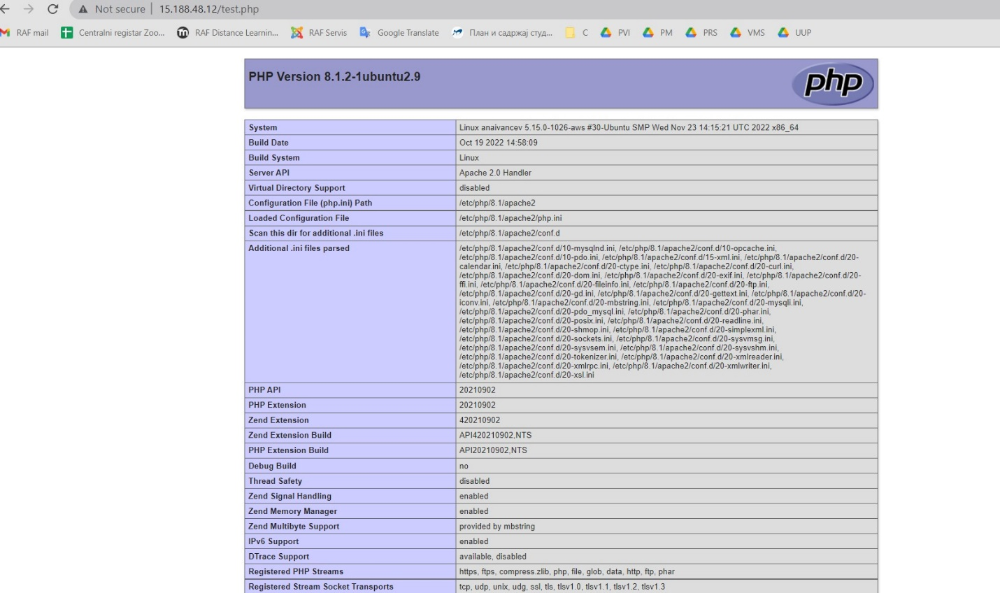 Not secure | 15.188.48.12/test.php
RAF mail Centralni registar Zoo... RAF Distance Learnin... RAF Servis Google Translate План и садржај студ... C PVI PM PRS VMS UUP
PHP Version 8.1.2-1ubuntu2.9
php
System Linux anaivancev 5.15.0-1026-aws #30-Ubuntu SMP Wed Nov 23 14:15:21 UTC 2022 x86_64
Build Date Oct 19 2022 14:58:09
Build System Linux
Server API Apache 2.0 Handler
Virtual Directory Support disabled
Configuration File (php.ini) Path /etc/php/8.1/apache2
Loaded Configuration File /etc/php/8.1/apache2/php.ini
Scan this dir for additional .ini files /etc/php/8.1/apache2/conf.d
Additional .ini files parsed /etc/php/8.1/apache2/conf.d/10-mysqlnd.ini, /etc/php/8.1/apache2/conf.d/10-opcache.ini,
/etc/php/8.1/apache2/conf.d/10-pdo.ini, /etc/php/8.1/apache2/conf.d/15-xml.ini, /etc/php/8.1/apache2/conf.d/20-
calendar.ini, /etc/php/8.1/apache2/conf.d/20-ctype.ini, /etc/php/8.1/apache2/conf.d/20-curl.ini,
/etc/php/8.1/apache2/conf.d/20-dom.ini, /etc/php/8.1/apache2/conf.d/20-exif.ini, /etc/php/8.1/apache2/conf.d/20-
ffi.ini, /etc/php/8.1/apache2/conf.d/20-fileinfo.ini, /etc/php/8.1/apache2/conf.d/20-ftp.ini,
/etc/php/8.1/apache2/conf.d/20-gd.ini, /etc/php/8.1/apache2/conf.d/20-gettext.ini, /etc/php/8.1/apache2/conf.d/20-
iconv.ini, /etc/php/8.1/apache2/conf.d/20-mbstring.ini, /etc/php/8.1/apache2/conf.d/20-mysqli.ini,
/etc/php/8.1/apache2/conf.d/20-pdo_mysql.ini, /etc/php/8.1/apache2/conf.d/20-phar.ini,
/etc/php/8.1/apache2/conf.d/20-posix.ini, /etc/php/8.1/apache2/conf.d/20-readline.ini,
/etc/php/8.1/apache2/conf.d/20-shmop.ini, /etc/php/8.1/apache2/conf.d/20-simplexml.ini,
/etc/php/8.1/apache2/conf.d/20-sockets.ini, /etc/php/8.1/apache2/conf.d/20-sysvmsg.ini,
/etc/php/8.1/apache2/conf.d/20-sysvsem.ini, /etc/php/8.1/apache2/conf.d/20-sysvshm.ini,
/etc/php/8.1/apache2/conf.d/20-tokenizer.ini, /etc/php/8.1/apache2/conf.d/20-xmlreader.ini,
/etc/php/8.1/apache2/conf.d/20-xmlrpc.ini, /etc/php/8.1/apache2/conf.d/20-xmlwriter.ini,
/etc/php/8.1/apache2/conf.d/20-xsl.ini
PHP API 20210902
PHP Extension 20210902
Zend Extension 420210902
Zend Extension Build API420210902,NTS
PHP Extension Build API20210902,NTS
Debug Build no
Thread Safety disabled
Zend Signal Handling enabled
Zend Memory Manager enabled
Zend Multibyte Support provided by mbstring
IPv6 Support enabled
DTrace Support available, disabled
Registered PHP Streams https, ftps, compress.zlib, php, file, glob, data, http, ftp, phar
Registered Stream Socket Transports tcp, udp, unix, udg, ssl, tls, tlsv1.0, tlsv1.1, tlsv1.2, tlsv1.3